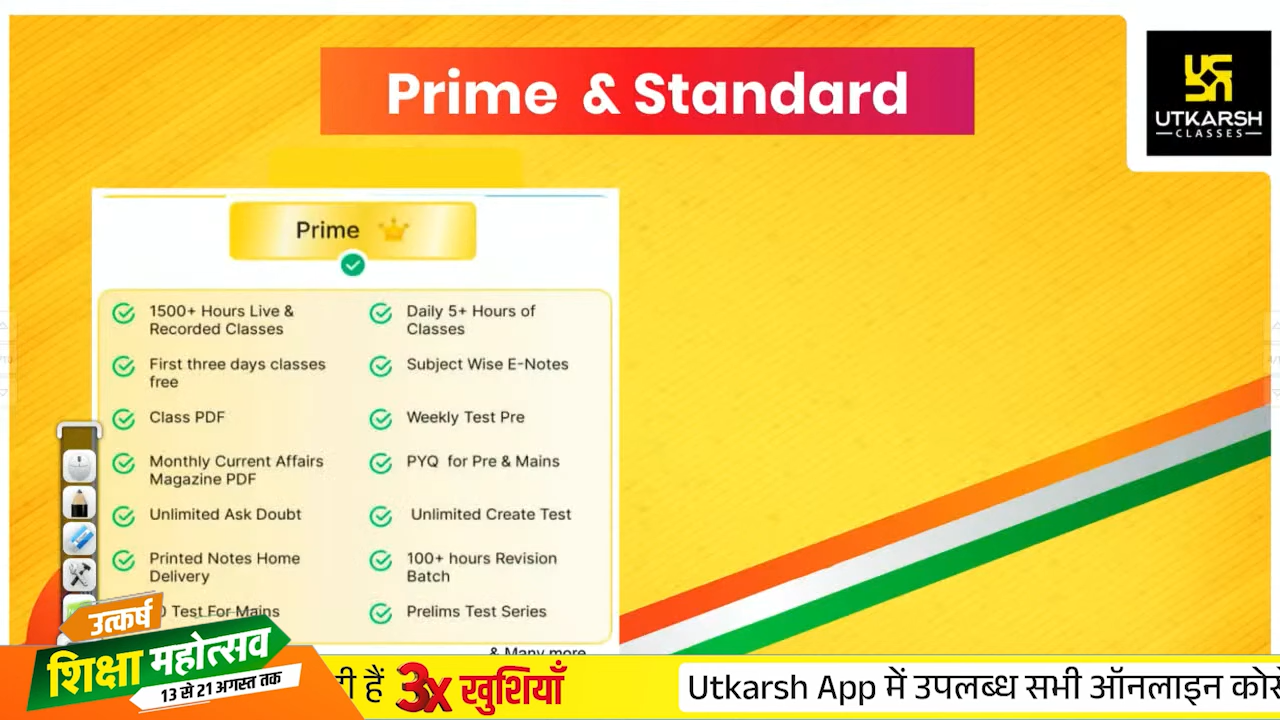 Prime & Standard
UTKARSH
CLASSES
Prime
1500+ Hours Live &
Recorded Classes
Daily 5+ Hours of
Classes
First three days classes
free
Subject Wise E-Notes
Class PDF
Weekly Test Pre
Monthly Current Affairs
Magazine PDF
PYQ for Pre & Mains
Unlimited Ask Doubt
Unlimited Create Test
Printed Notes Home
Delivery
100+ hours Revision
Batch
0 Test For Mains
Prelims Test Series
& Many more
उत्कर्ष
शिक्षा महोत्सव
13 से 21 अगस्त तक
हैं 3x खुशियाँ
Utkarsh App में उपलब्ध सभी ऑनलाइन